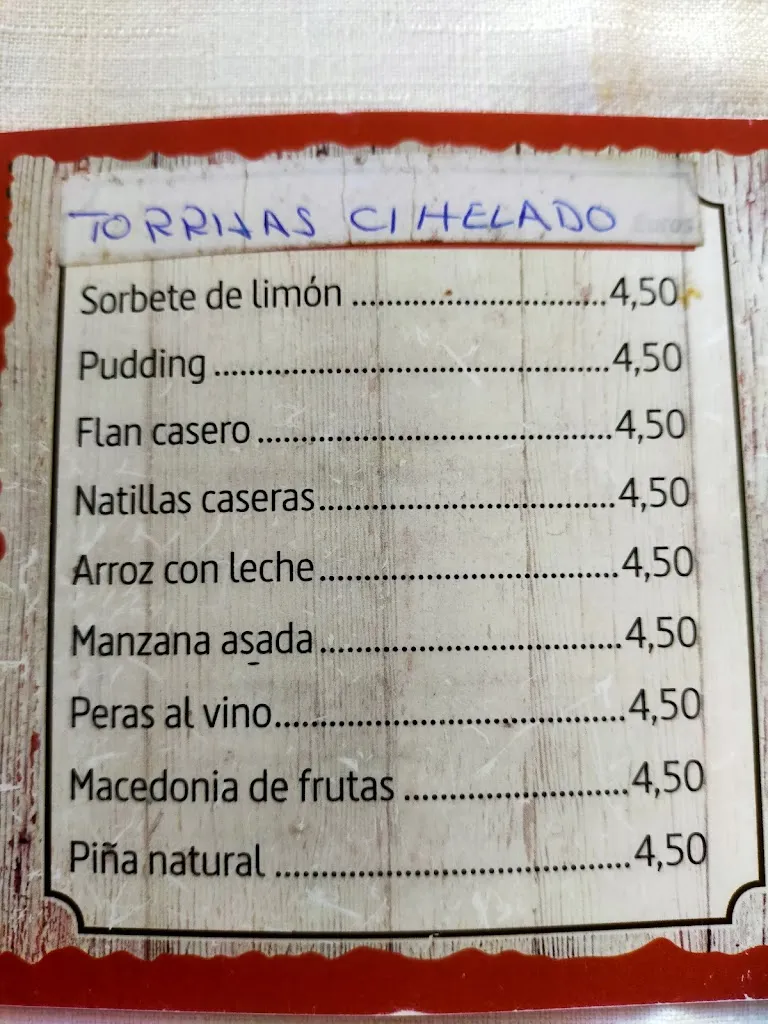 TORRIJAS C/HELADO
Euros
Sorbete de limón ...............................4,50
Pudding ................................................4,50
Flan casero ...........................................4,50
Natillas caseras....................................4,50
Arroz con leche....................................4,50
Manzana asada....................................4,50
Peras al vino.........................................4,50
Macedonia de frutas ...........................4,50
Piña natural ..........................................4,50